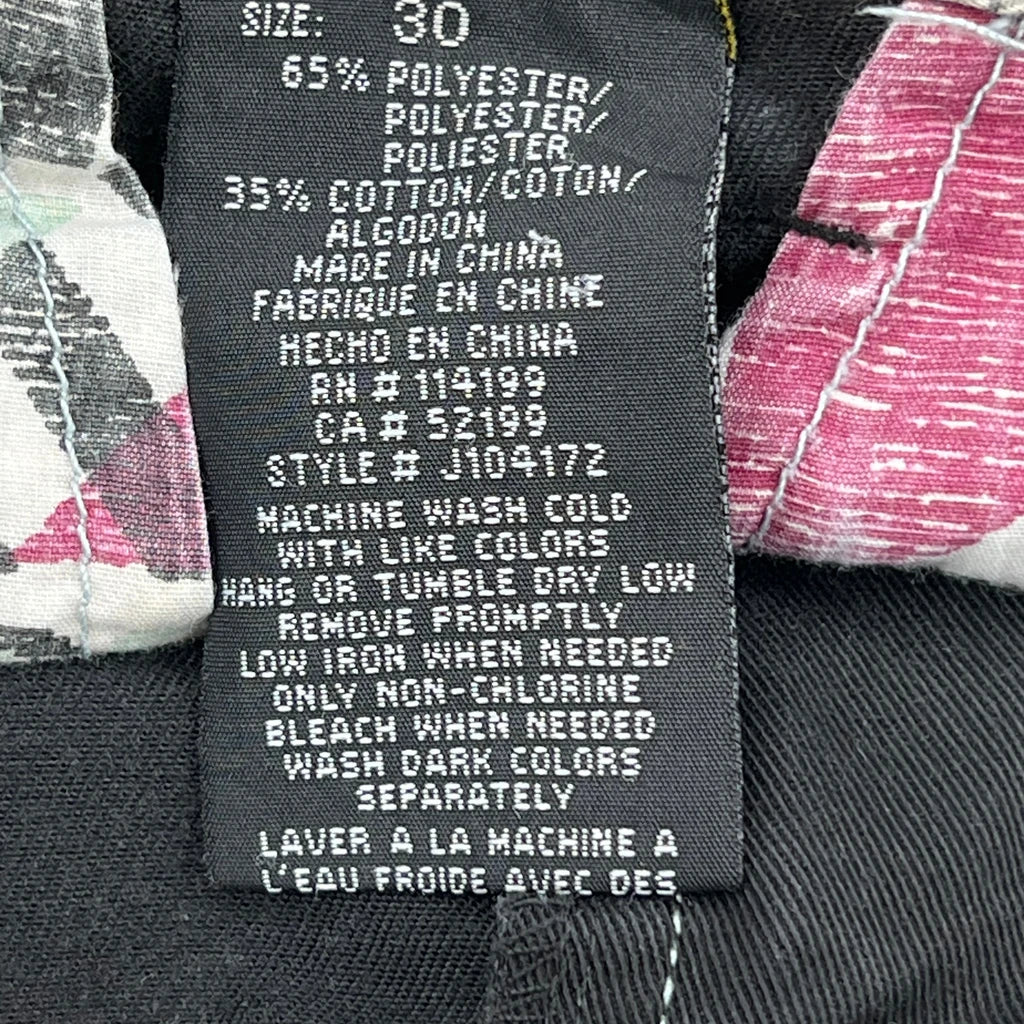 SIZE: 30
65% POLYESTER/
POLYESTER/
POLIESTER
35% COTTON/COTON/
ALGODON
MADE IN CHINA
FABRIQUE EN CHINE
HECHO EN CHINA
RN # 114199
CA # 52199
STYLE # J10417Z
MACHINE WASH COLD
WITH LIKE COLORS
HANG OR TUMBLE DRY LOW
REMOVE PROMPTLY
LOW IRON WHEN NEEDED
ONLY NON-CHLORINE
BLEACH WHEN NEEDED
WASH DARK COLORS
SEPARATELY
LAVER A LA MACHINE A
L'EAU FROIDE AVEC DES